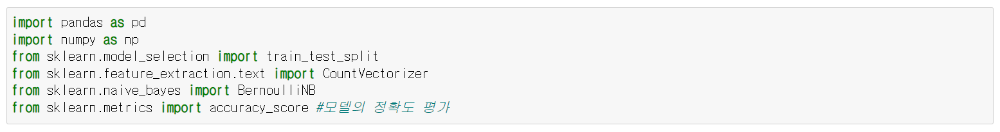 import pandas as pd
import numpy as np
from sklearn.model_selection import train_test_split
from sklearn.feature_extraction.text import CountVectorizer
from sklearn.naive_bayes import BernoulliNB
from sklearn.metrics import accuracy_score #모델의 정확도 평가